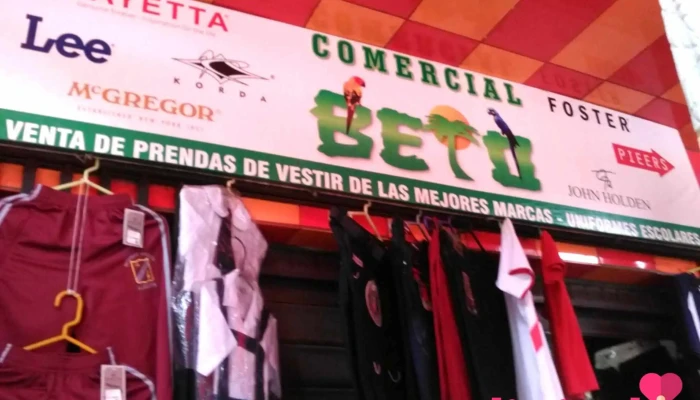 Lee
KORDA
McGREGOR
COMERCIAL
BETO
FOSTER
PIEERS
JOHN HOLDEN
VENTA DE PRENDAS DE VESTIR DE LAS MEJORES MARCAS - UNIFORMES ESCOLARES